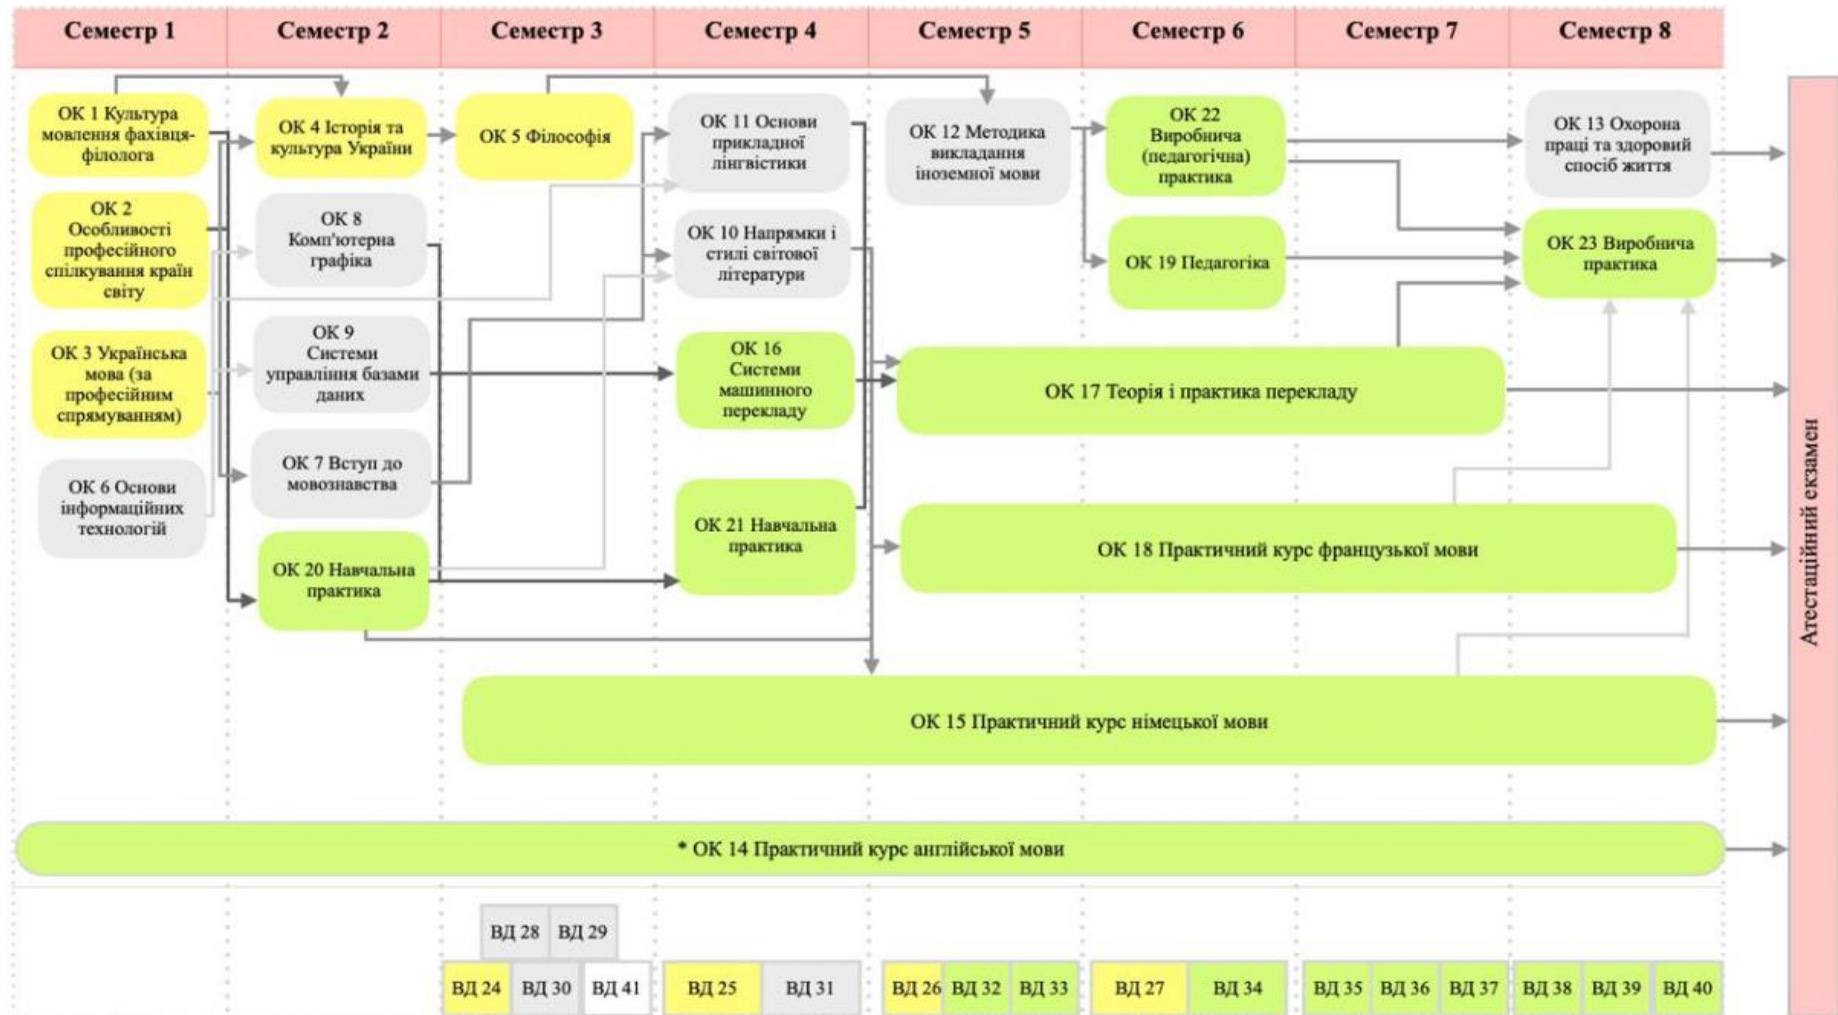 Семестр 1
Семестр 2
Семестр 3
Семестр 4
Семестр 5
Семестр 6
Семестр 7
Семестр 8
ОК 1 Культура
мовлення фахівця-
філолога
ОК 4 Історія та
культура України
ОК 5 Філософія
ОК 11 Основи
прикладної
лінгвістики
ОК 12 Методика
викладання
іноземної мови
ОК 22
Виробнича
(педагогічна)
практика
ОК 13 Охорона
праці та здоровий
спосіб життя
ОК 2
Особливості
професійного
спілкування країн
світу
ОК 8
Комп'ютерна
графіка
ОК 10 Напрямки і
стилі світової
літератури
ОК 19 Педагогіка
ОК 23 Виробнича
практика
ОК 3 Українська
мова (за
професійним
спрямуванням)
ОК 9
Системи
управління базами
даних
ОК 16
Системи
машинного
перекладу
ОК 17 Теорія і практика перекладу
ОК 6 Основи
інформаційних
технологій
ОК 7 Вступ до
мовознавства
ОК 20 Навчальна
практика
ОК 21 Навчальна
практика
ОК 18 Практичний курс французької мови
ОК 15 Практичний курс німецької мови
* ОК 14 Практичний курс англійської мови
Атестаційний екзамен
ВД 28
ВД 29
ВД 24
ВД 30
ВД 41
ВД 25
ВД 31
ВД 26
ВД 32
ВД 33
ВД 27
ВД 34
ВД 35
ВД 36
ВД 37
ВД 38
ВД 39
ВД 40